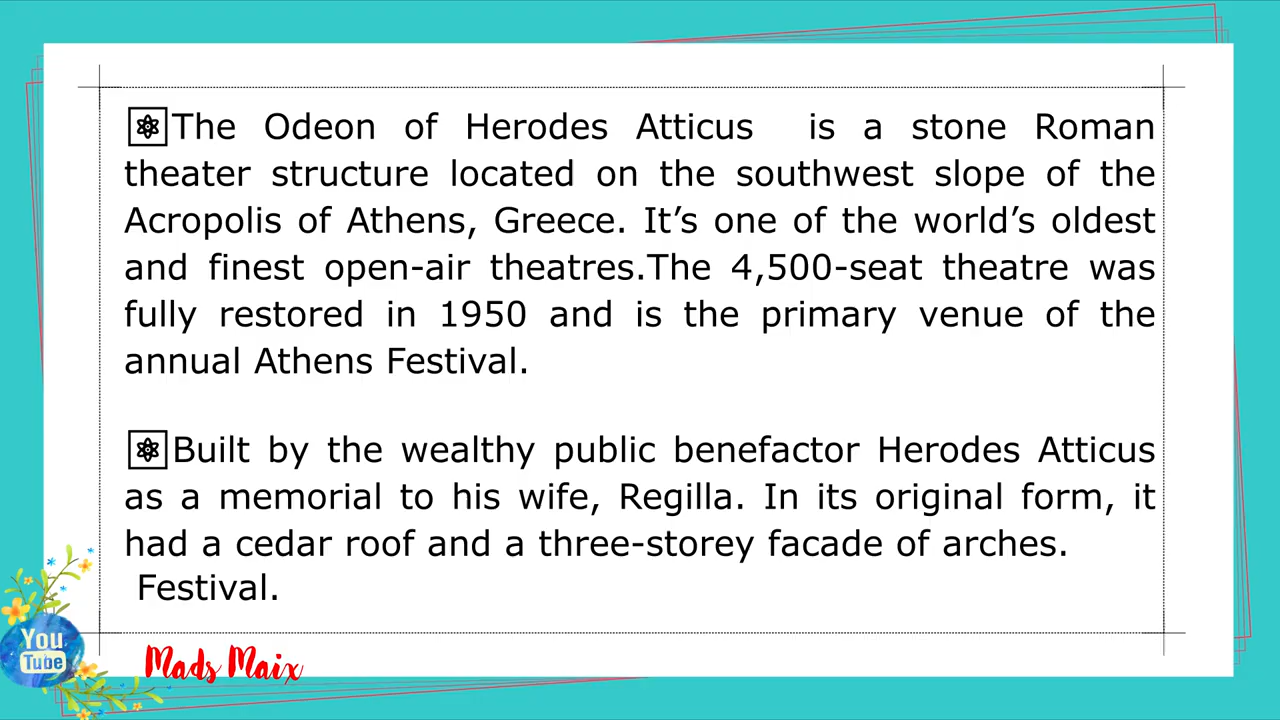 The Odeon of Herodes Atticus is a stone Roman
theater structure located on the southwest slope of the
Acropolis of Athens, Greece. It’s one of the world’s oldest
and finest open-air theatres.The 4,500-seat theatre was
fully restored in 1950 and is the primary venue of the
annual Athens Festival.
Built by the wealthy public benefactor Herodes Atticus
as a memorial to his wife, Regilla. In its original form, it
had a cedar roof and a three-storey facade of arches.
Festival.
You
Tube
Mads Maix